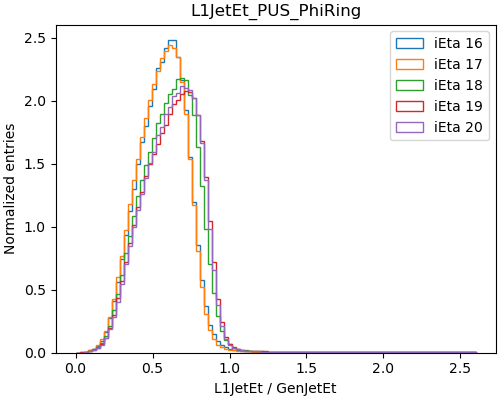 L1JetEt_PUS_PhiRing
Normalized entries
2.5
2.0
1.5
1.0
0.5
0.0
iEta 16
iEta 17
iEta 18
iEta 19
iEta 20
0.0 0.5 1.0 1.5 2.0 2.5
L1JetEt / GenJetEt